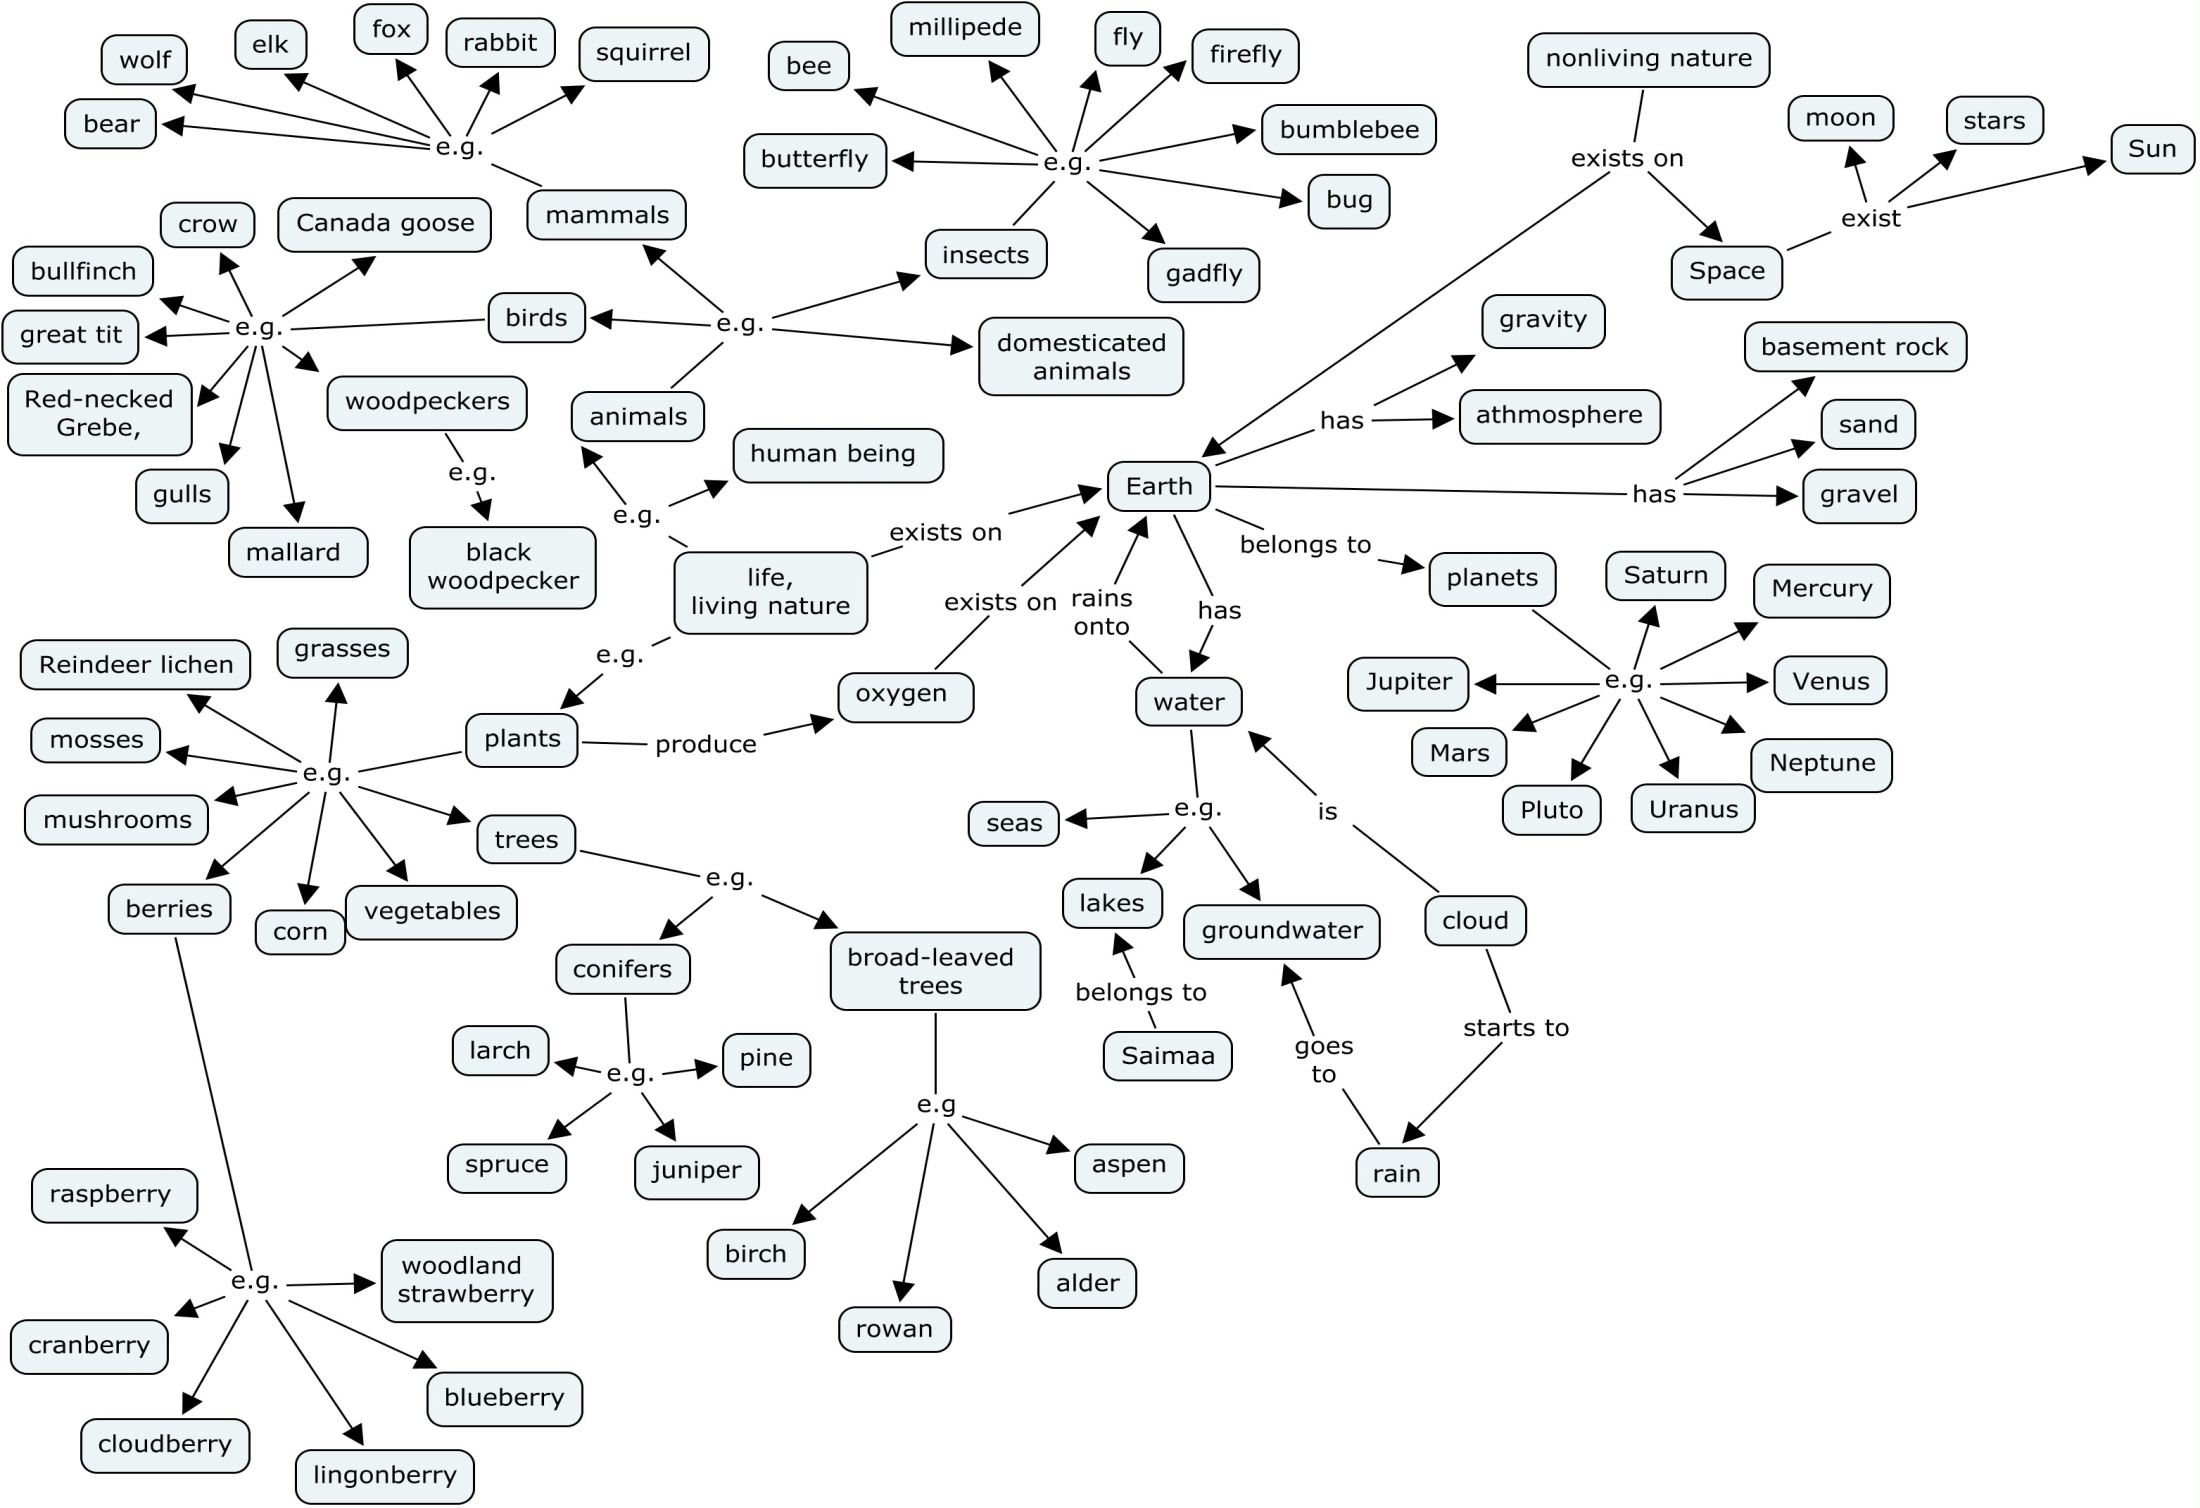 fox
millipede
fly
elk
rabbit
squirrel
wolf
bee
firefly
nonliving nature
bear
moon
stars
bumblebee
Sun
e.g.
butterfly
e.g.
exists on
bug
mammals
exist
crow
Canada goose
insects
bullfinch
gadfly
Space
birds
gravity
great tit
e.g.
e.g.
domesticated
animals
basement rock
Red-necked
Grebe,
woodpeckers
animals
has
athmosphere
sand
human being
e.g.
Earth
gulls
has
gravel
e.g.
exists on
belongs to
mallard
black
woodpecker
life,
living nature
planets
Saturn
Mercury
exists on
rains
onto
has
Reindeer lichen
grasses
e.g.
Jupiter
e.g.
Venus
oxygen
water
mosses
plants
produce
Mars
Neptune
e.g.
mushrooms
seas
e.g.
is
Pluto
Uranus
trees
e.g.
berries
corn
vegetables
lakes
groundwater
cloud
conifers
broad-leaved
trees
belongs to
starts to
larch
e.g.
pine
Saimaa
goes
to
e.g
spruce
juniper
aspen
rain
raspberry
birch
e.g.
woodland
strawberry
alder
cranberry
rowan
blueberry
cloudberry
lingonberry